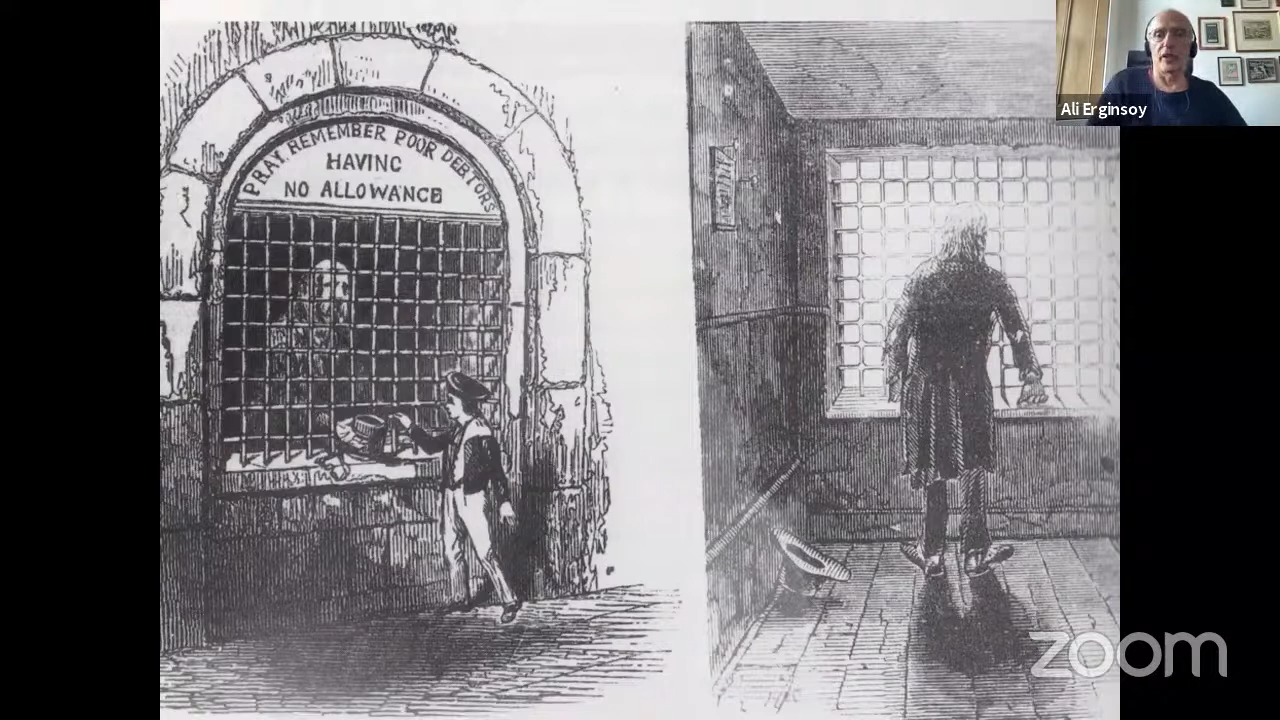 PRAY REMEMBER POOR DEBTORS
HAVING
NO ALLOWANCE
Ali Erginsoy
zoom